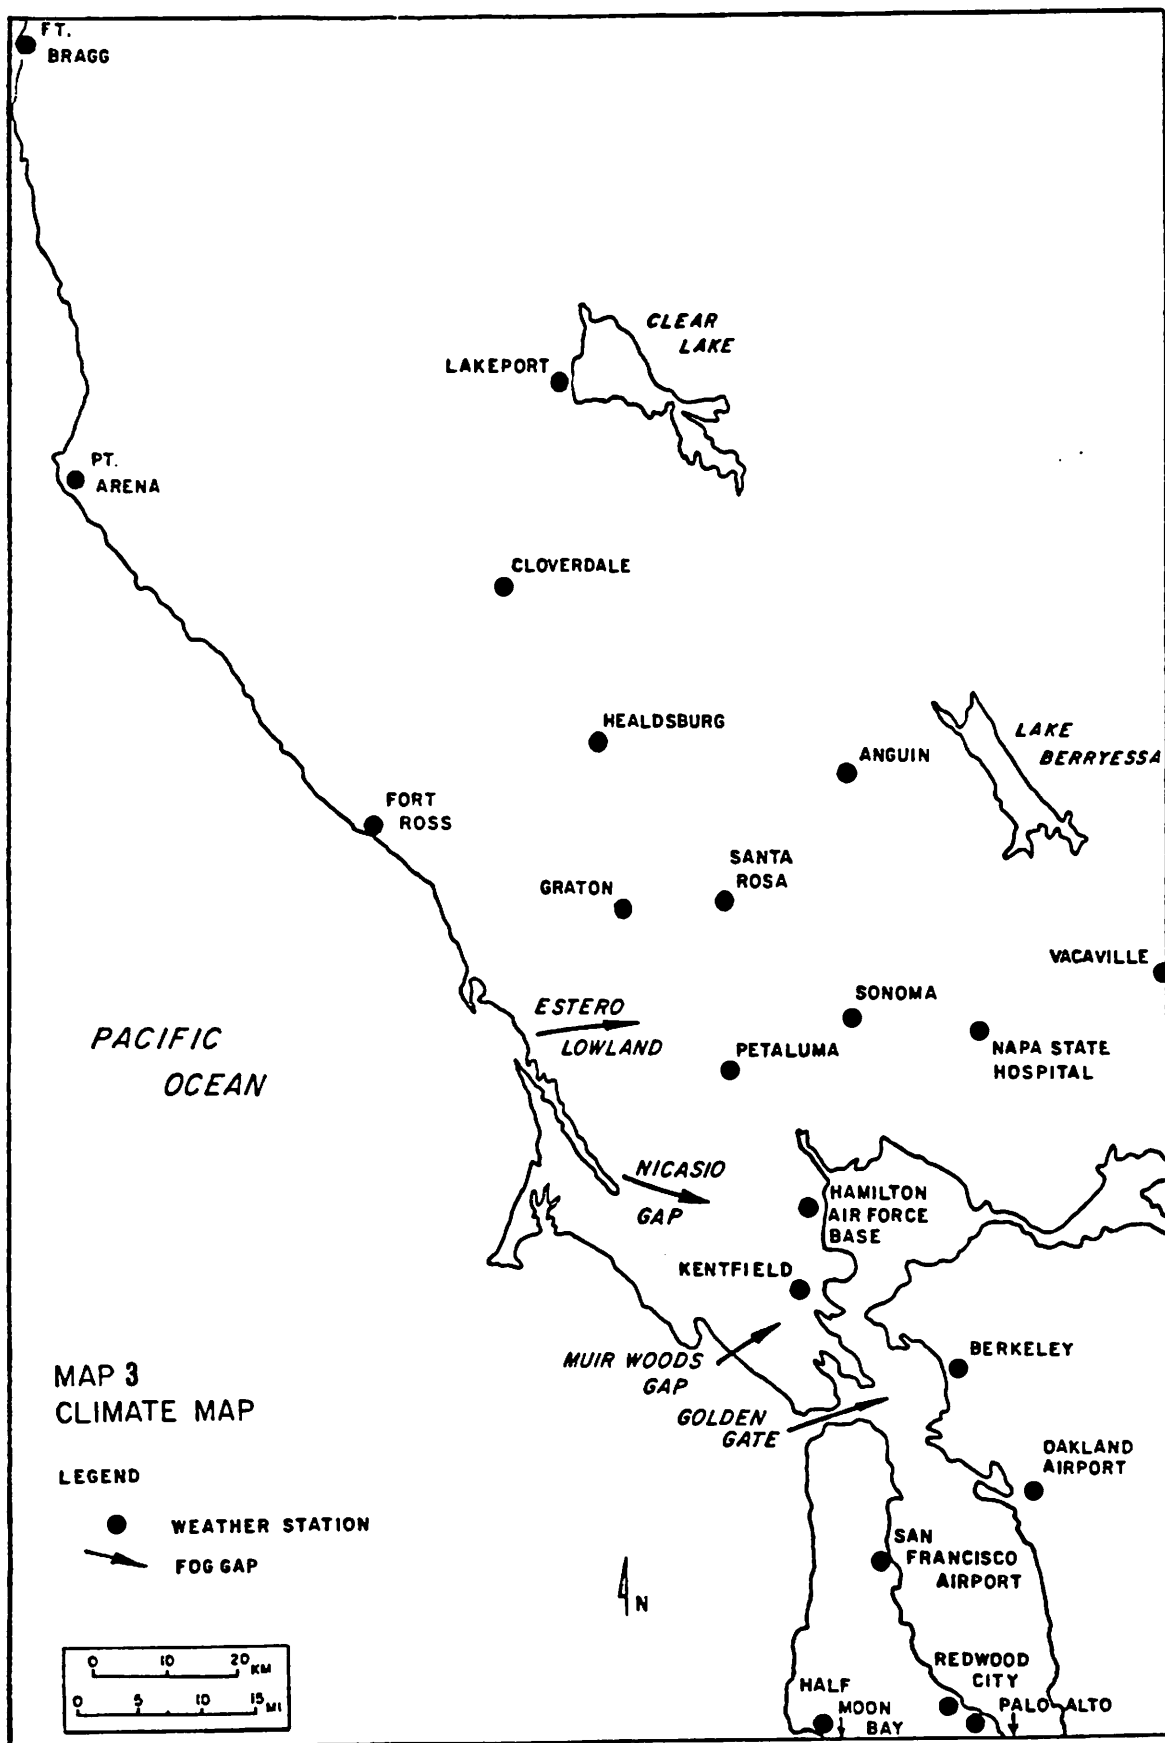 FT.
BRAGG
CLEAR
LAKE
LAKEPORT
PT.
ARENA
CLOVERDALE
HEALDSBURG
LAKE
BERRYESSA
ANGUIN
FORT
ROSS
SANTA
ROSA
GRATON
VACAVILLE
SONOMA
ESTERO
LOWLAND
PACIFIC
OCEAN
PETALUMA
NAPA STATE
HOSPITAL
NICASIO
GAP
HAMILTON
AIR FORCE
BASE
KENTFIELD
BERKELEY
MUIR WOODS
GAP
MAP 3
CLIMATE MAP
GOLDEN
GATE
OAKLAND
AIRPORT
LEGEND
WEATHER STATION
FOG GAP
SAN
FRANCISCO
AIRPORT
N
0 10 20 KM
0 5 10 15 MI
REDWOOD
CITY
HALF
MOON
BAY
PALO ALTO